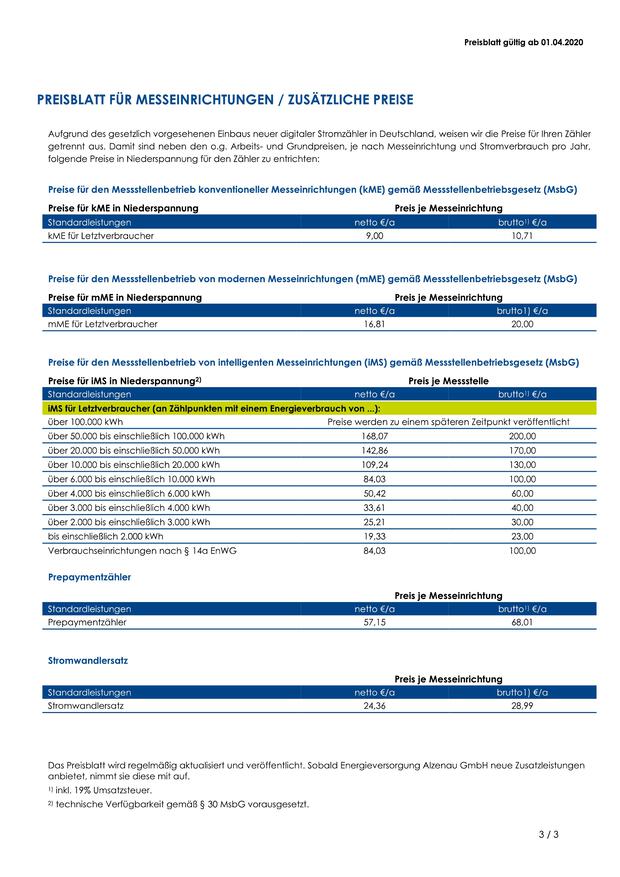 Preisblatt gültig ab 01.04.2020
PREISBLATT FÜR MESSEINRICHTUNGEN / ZUSÄTZLICHE PREISE
Aufgrund des gesetzlich vorgesehenen Einbaus neuer digitaler Stromzähler in Deutschland, weisen wir die Preise für Ihren Zähler
getrennt aus. Damit sind neben den o.g. Arbeits- und Grundpreisen, je nach Messeinrichtung und Stromverbrauch pro Jahr,
folgende Preise in Niederspannung für den Zähler zu entrichten:
Preise für den Messstellenbetrieb konventioneller Messeinrichtungen (kME) gemäß Messstellenbetriebsgesetz (MsbG)
Preise für kME in Niederspannung Preis je Messeinrichtung
Standardleistungen netto €/a brutto1) €/a
kME für Letztverbraucher 9,00 10,71
Preise für den Messstellenbetrieb von modernen Messeinrichtungen (mME) gemäß Messstellenbetriebsgesetz (MsbG)
Preise für mME in Niederspannung Preis je Messeinrichtung
Standardleistungen netto €/a brutto1) €/a
mME für Letztverbraucher 16,81 20,00
Preise für den Messstellenbetrieb von intelligenten Messeinrichtungen (iMS) gemäß Messstellenbetriebsgesetz (MsbG)
Preise für iMS in Niederspannung2) Preis je Messstelle
Standardleistungen netto €/a brutto1) €/a
iMS für Letztverbraucher (an Zählpunkten mit einem Energieverbrauch von ...):
über 100.000 kWh Preise werden zu einem späteren Zeitpunkt veröffentlicht
über 50.000 bis einschließlich 100.000 kWh 168,07 200,00
über 20.000 bis einschließlich 50.000 kWh 142,86 170,00
über 10.000 bis einschließlich 20.000 kWh 109,24 130,00
über 6.000 bis einschließlich 10.000 kWh 84,03 100,00
über 4.000 bis einschließlich 6.000 kWh 50,42 60,00
über 3.000 bis einschließlich 4.000 kWh 33,61 40,00
über 2.000 bis einschließlich 3.000 kWh 25,21 30,00
bis einschließlich 2.000 kWh 19,33 23,00
Verbrauchseinrichtungen nach § 14a EnWG 84,03 100,00
Prepaymentzähler
Preis je Messeinrichtung
Standardleistungen netto €/a brutto1) €/a
Prepaymentzähler 57,15 68,01
Stromwandlersatz
Preis je Messeinrichtung
Standardleistungen netto €/a brutto1) €/a
Stromwandlersatz 24,36 28,99
Das Preisblatt wird regelmäßig aktualisiert und veröffentlicht. Sobald Energieversorgung Alzenau GmbH neue Zusatzleistungen
anbietet, nimmt sie diese mit auf.
1) inkl. 19% Umsatzsteuer.
2) technische Verfügbarkeit gemäß § 30 MsbG vorausgesetzt.
3 / 3